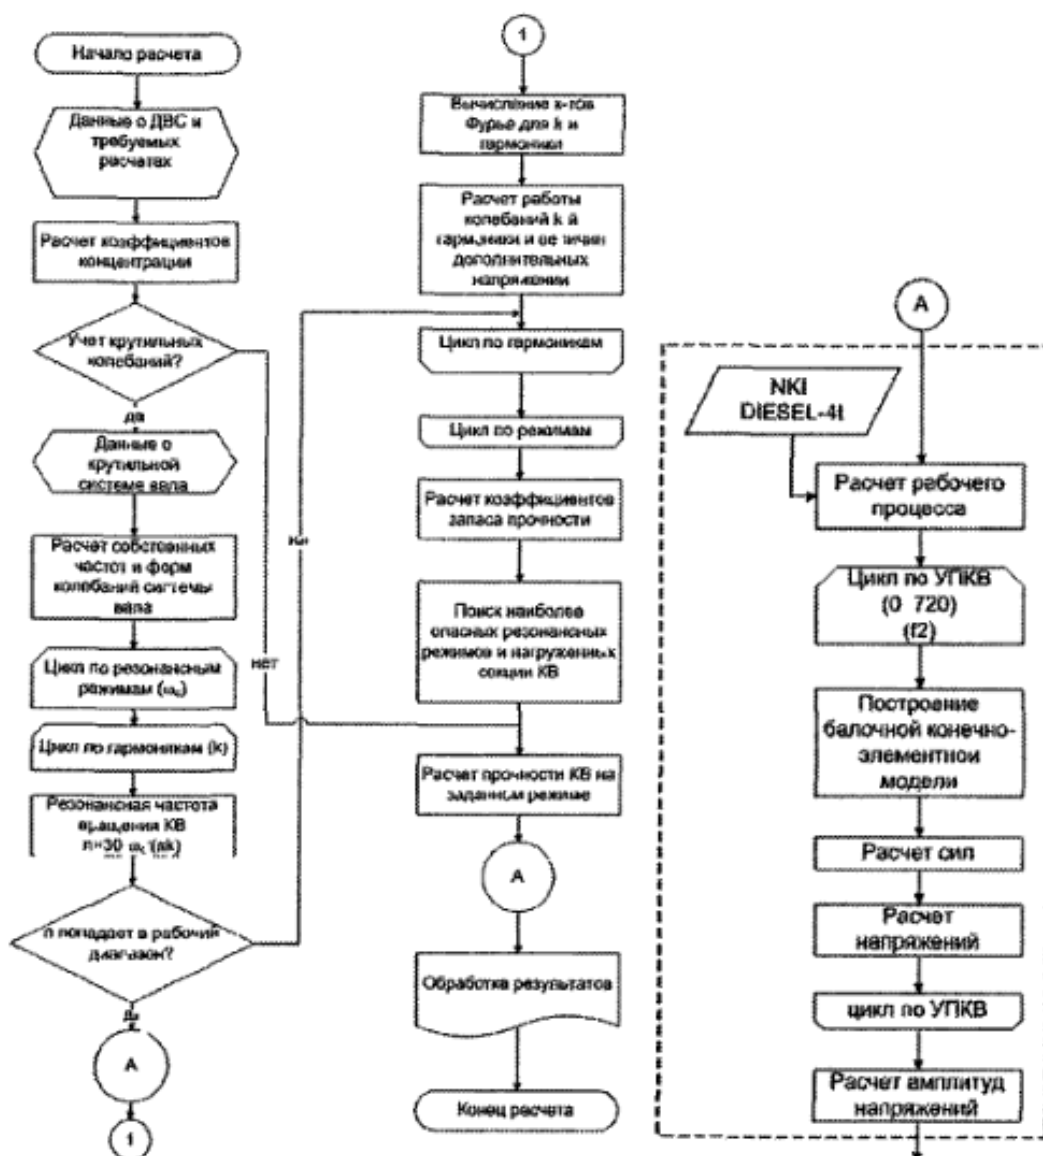 Начало расчета
Данные о ДВС и
требуемых
расчетах
Расчет коэффициентов
концентрации
Учет крутильных
колебаний?
да
Данные о
крутильной
системе вала
Расчет собственных
частот и форм
колебаний системы
вала
Цикл по резонансным
режимам (ωс)
Цикл по гармоникам (k)
Резонансная частота
вращения КВ
n попадает в рабочий
диапазон?
А
1
нет
1
Вычисление к-тов
Фурье для k и
гармоники
Расчет работы
колебаний k й
гармоники и величин
дополнительных
напряжении
Цикл по гармоникам
Цикл по режимам
Расчет коэффициентов
запаса прочности
Поиск наиболее
опасных резонансных
режимов и нагруженных
секции КВ
Расчет прочности КВ на
заданном режиме
А
Обработка результатов
Конец расчета
А
NKI
DIESEL-4t
Расчет рабочего
процесса
Цикл по УПКВ
(0 720)
(f2)
Построение
балочной конечно-
элементнои
модели
Расчет сил
Расчет
напряжений
цикл по УПКВ
Расчет амплитуд
напряжений